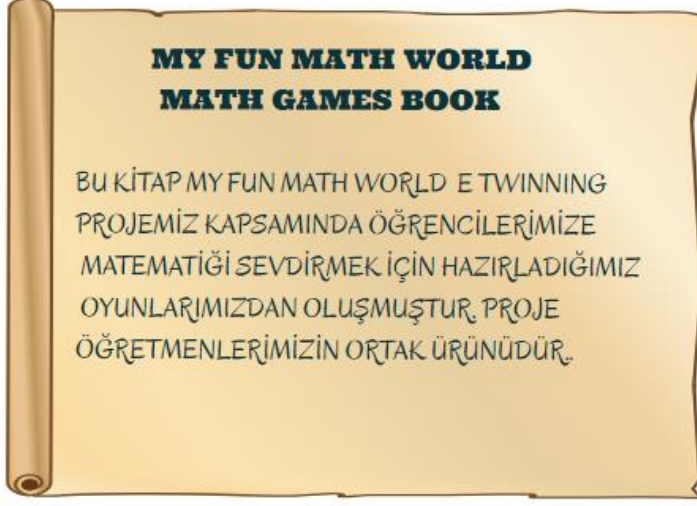 MY FUN MATH WORLD
MATH GAMES BOOK
BU KİTAP MY FUN MATH WORLD E TWINNING
PROJEMİZ KAPSAMINDA ÖĞRENCİLERİMİZE
MATEMATİĞİ SEVDİRMEK İÇİN HAZIRLADIĞIMIZ
OYUNLARIMIZDAN OLUŞMUŞTUR. PROJE
ÖĞRETMENLERİMİZİN ORTAK ÜRÜNÜDÜR..